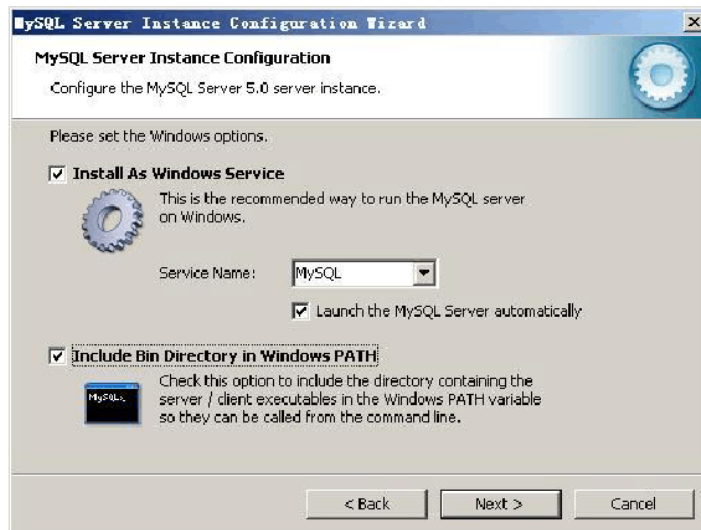 MySQL Server Instance Configuration Wizard
MySQL Server Instance Configuration
Configure the MySQL Server 5.0 server instance.
Please set the Windows options.
Install As Windows Service
This is the recommended way to run the MySQL server
on Windows.
Service Name:
MySQL
Launch the MySQL Server automatically
Include Bin Directory in Windows PATH
Check this option to include the directory containing the
server / client executables in the Windows PATH variable
so they can be called from the command line.
MySQL>_
< Back
Next >
Cancel